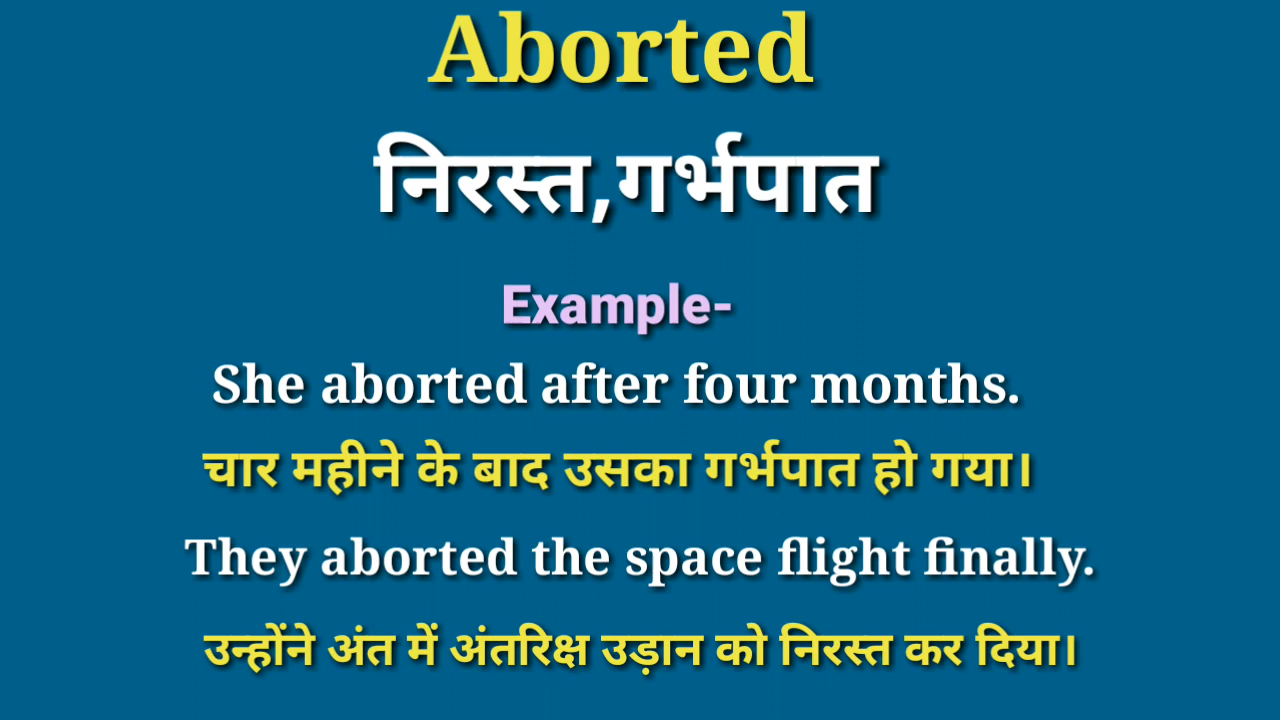 Aborted
निरस्त,गर्भपात
Example-
She aborted after four months.
चार महीने के बाद उसका गर्भपात हो गया।
They aborted the space flight finally.
उन्होंने अंत में अंतरिक्ष उड़ान को निरस्त कर दिया।